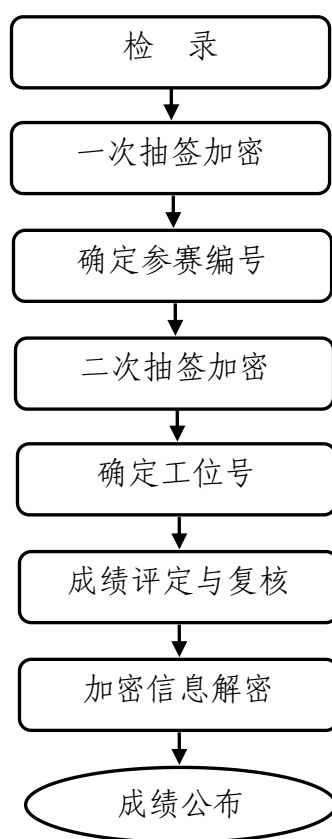 检 录
一次抽签加密
确定参赛编号
二次抽签加密
确定工位号
成绩评定与复核
加密信息解密
成绩公布